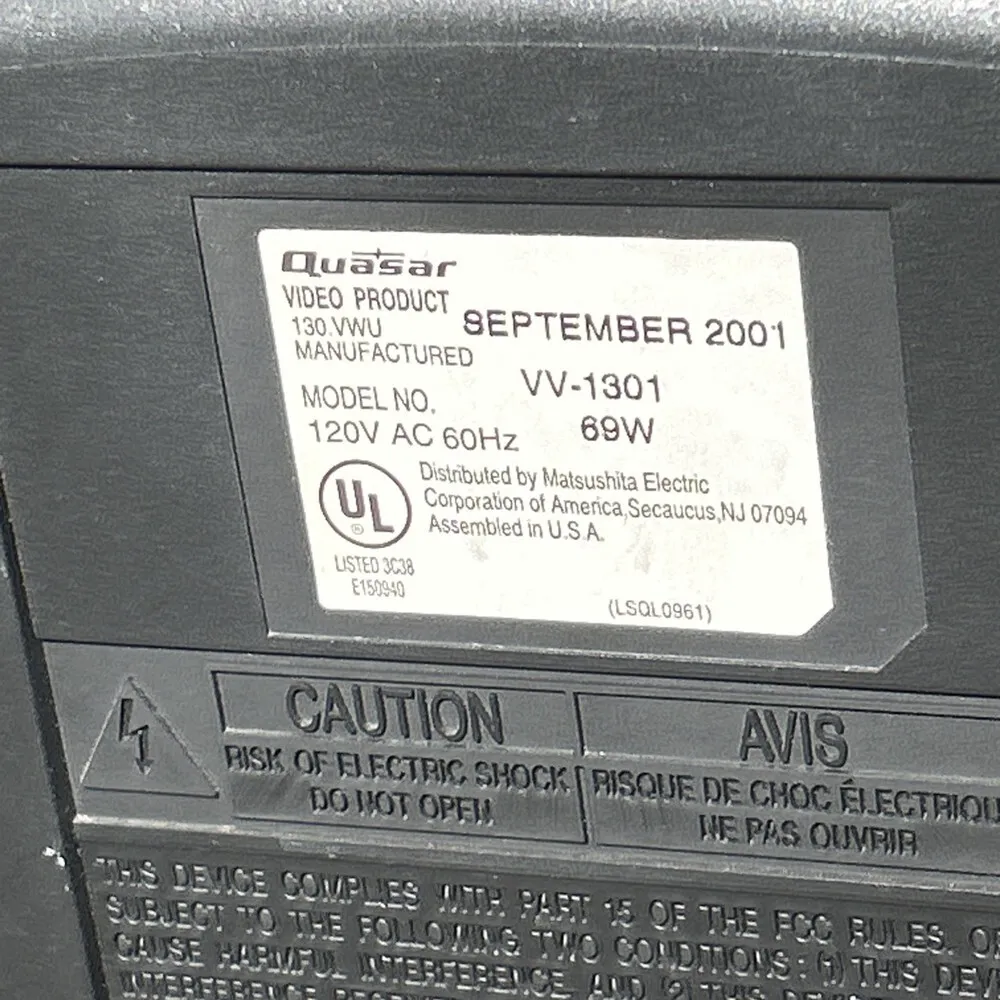 Quasar
VIDEO PRODUCT
130.VWU
MANUFACTURED SEPTEMBER 2001
MODEL NO. VV-1301
120V AC 60Hz 69W
UL
®
Distributed by Matsushita Electric
Corporation of America,Secaucus,NJ 07094
Assembled in U.S.A.
LISTED 3C38
E150940
(LSQL0961)
CAUTION
RISK OF ELECTRIC SHOCK
DO NOT OPEN
AVIS
RISQUE DE CHOC ÉLECTRIQU
NE PAS OUVRIR
THIS DEVICE COMPLIES WITH PART 15 OF THE FCC RULES.
SUBJECT TO THE FOLLOWING TWO CONDITIONS: (1) THIS DEVI
CAUSE HARMFUL INTERFERENCE, AND (2) THIS
INTERFERENCE